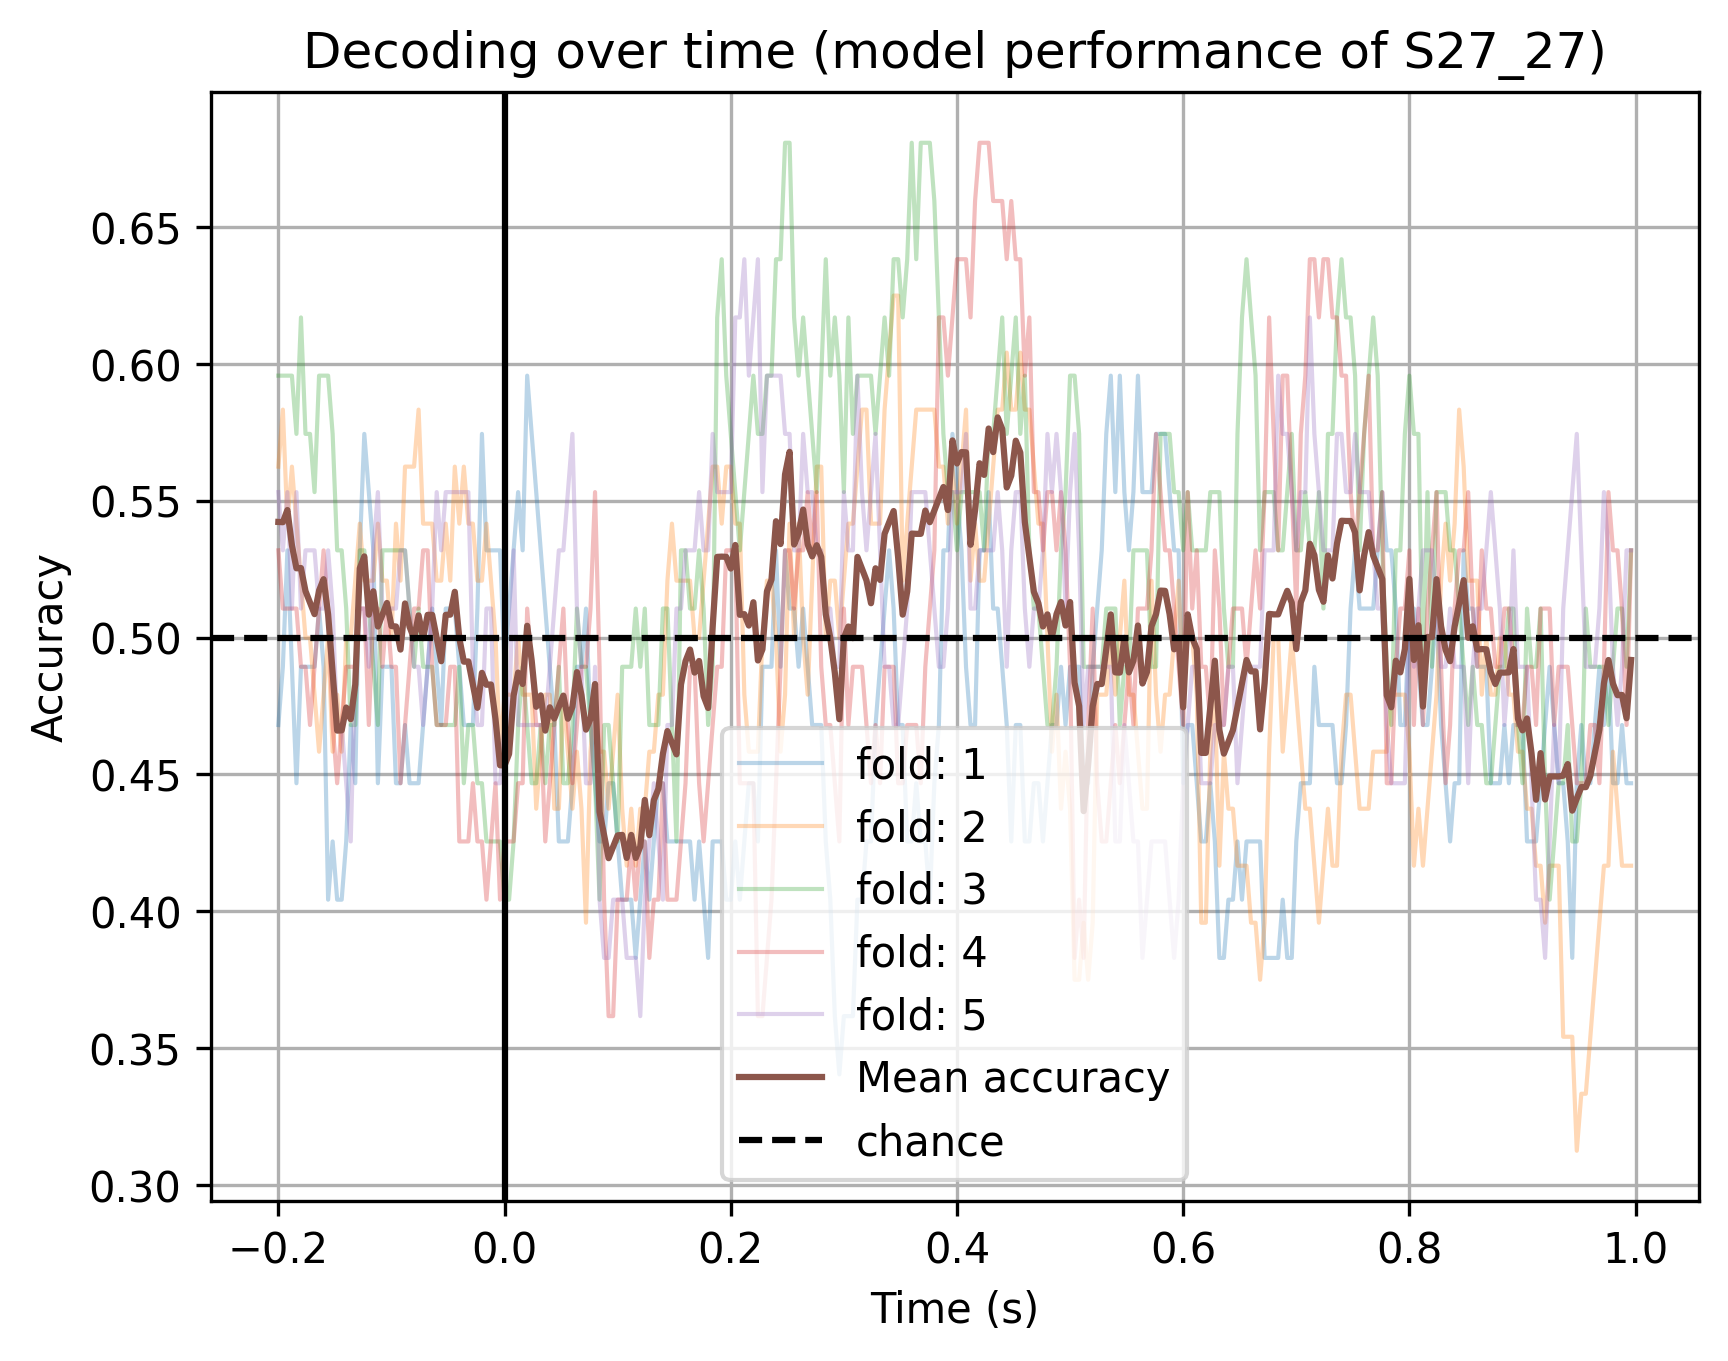 Decoding over time (model performance of S27_27)
Accuracy
0.65
0.60
0.55
0.50
0.45
0.40
0.35
0.30
fold: 1
fold: 2
fold: 3
fold: 4
fold: 5
Mean accuracy
chance
−0.2 0.0 0.2 0.4 0.6 0.8 1.0
Time (s)